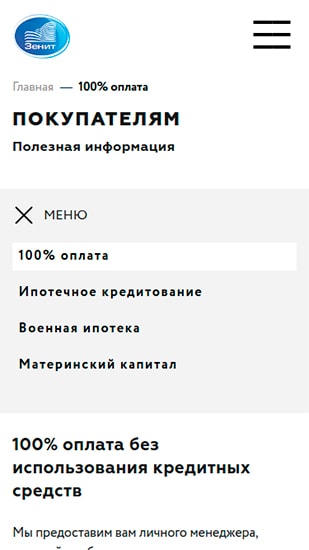 Зенит
Главная — 100% оплата
ПОКУПАТЕЛЯМ
Полезная информация
МЕНЮ
100% оплата
Ипотечное кредитование
Военная ипотека
Материнский капитал
100% оплата без
использования кредитных
средств
Мы предоставим вам личного менеджера,